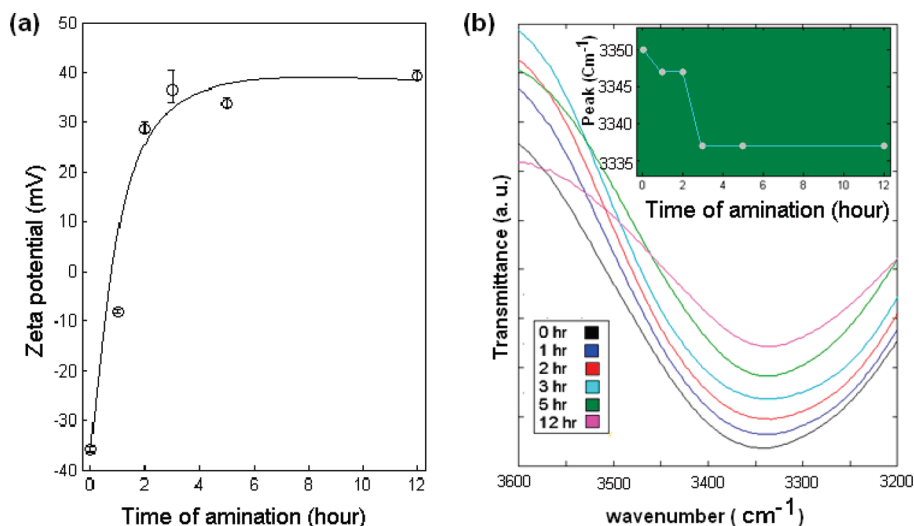 (a)
50
40
30
20
10
0
-10
-20
-30
-40
Zeta potential (mV)
0 2 4 6 8 10 12
Time of amination (hour)
(b)
3350
3345
3340
3335
Peak (Cm-1)
0 2 4 6 8 10 12
Time of amination (hour)
Transmittance (a. u.)
0 hr
1 hr
2 hr
3 hr
5 hr
12 hr
3600 3500 3400 3300 3200
wavenumber ( cm-1)